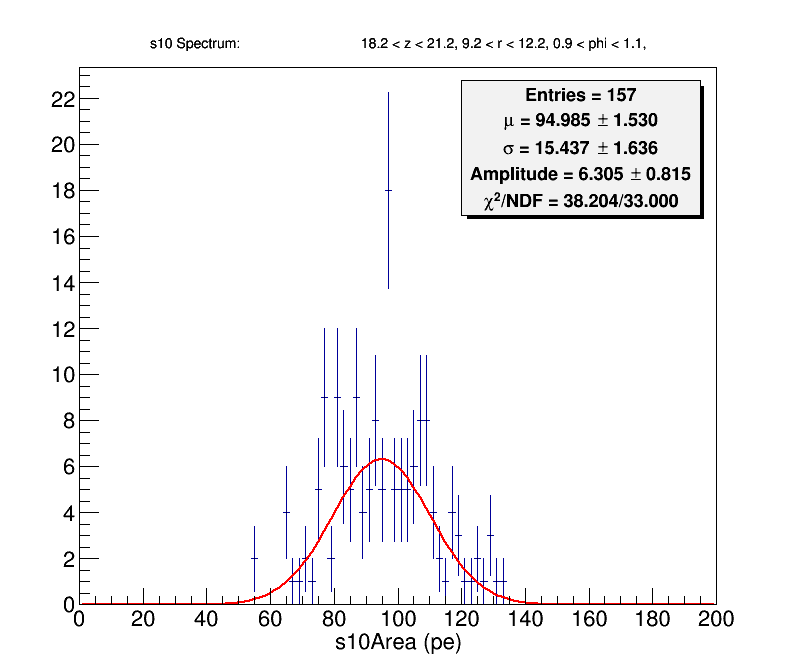 s10 Spectrum: 18.2 < z < 21.2, 9.2 < r < 12.2, 0.9 < phi < 1.1,
Entries = 157
μ = 94.985 ± 1.530
σ = 15.437 ± 1.636
Amplitude = 6.305 ± 0.815
χ²/NDF = 38.204/33.000
22
20
18
16
14
12
10
8
6
4
2
0
0 20 40 60 80 100 120 140 160 180 200
s10Area (pe)